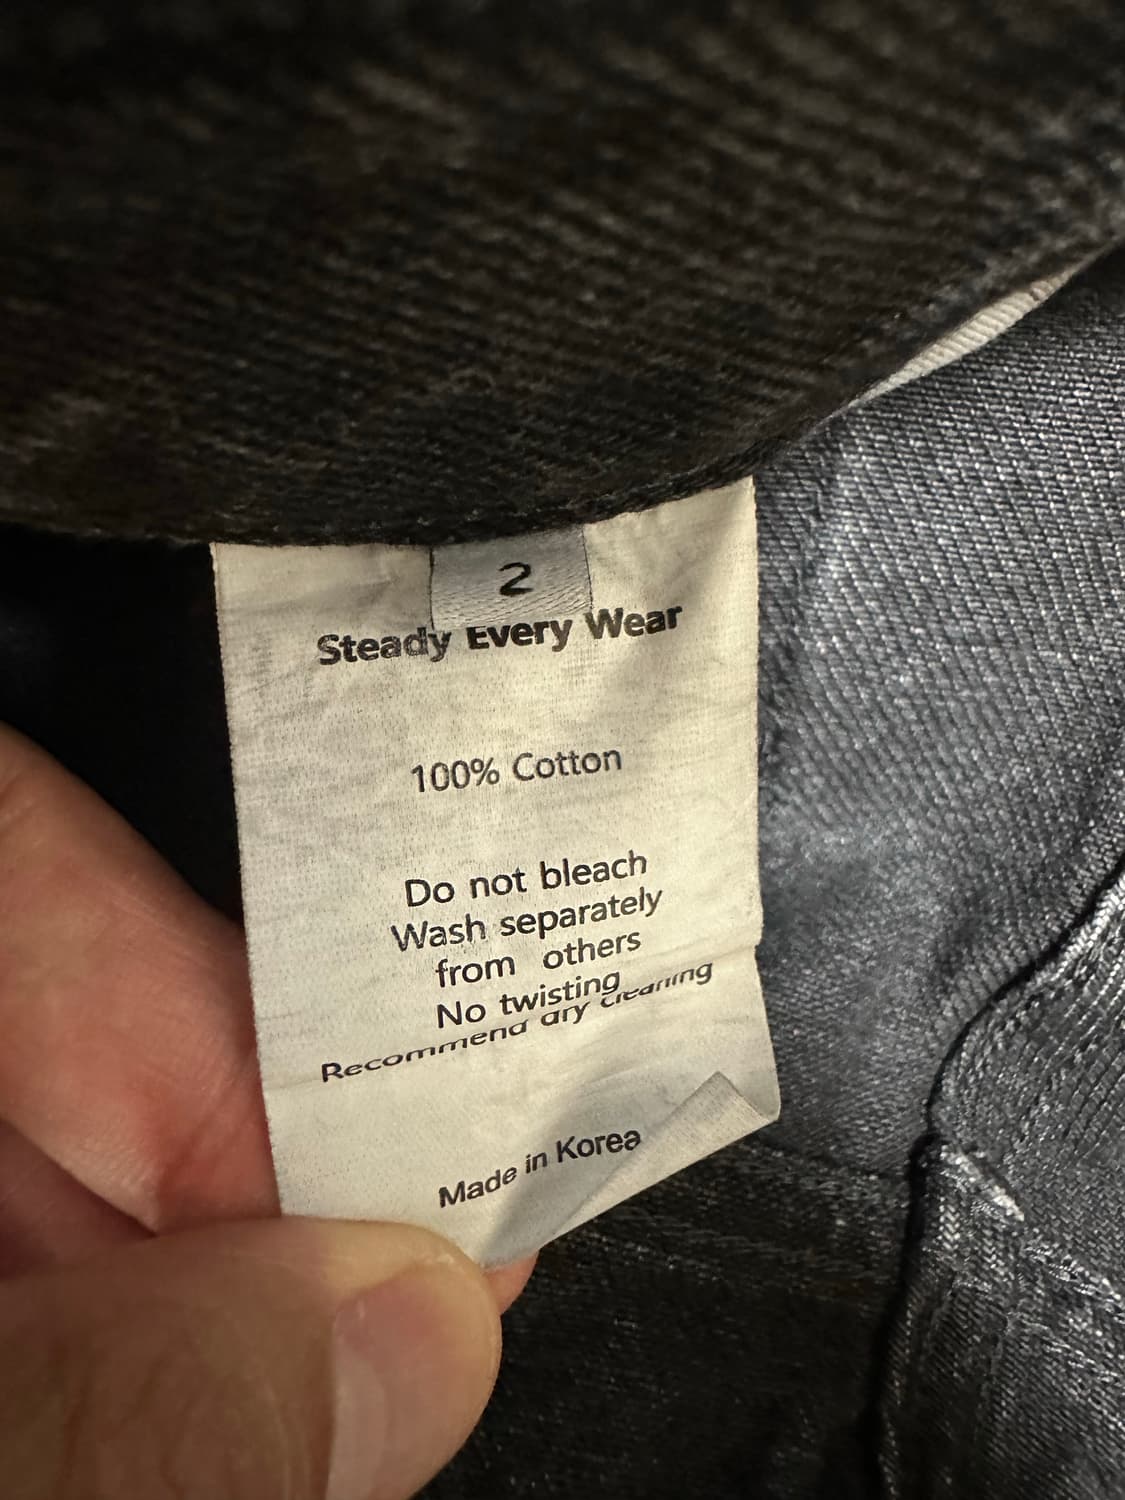 2
Steady Every Wear
100% Cotton
Do not bleach
Wash separately
from others
No twisting
Recommend dry cleaning
Made in Korea